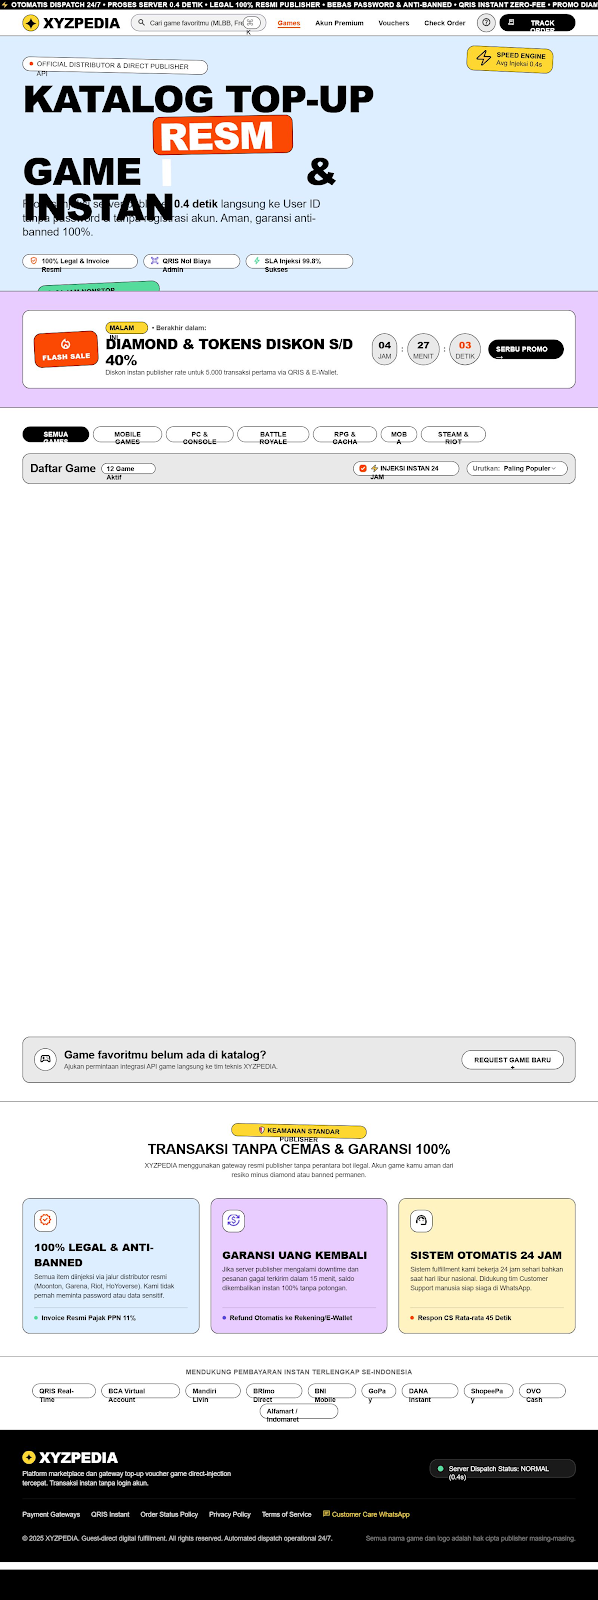 ⚡ OTOMATIS DISPATCH 24/7 • PROSES SERVER 0.4 DETIK • LEGAL 100% RESMI PUBLISHER • BEBAS PASSWORD & ANTI-BANNED • QRIS INSTANT ZERO-FEE • PROMO DIAM
XYZPEDIA
Cari game favoritmu (MLBB, Fre
⌘
K
Games
Akun Premium
Vouchers
Check Order
TRACK
ORDER
OFFICIAL DISTRIBUTOR & DIRECT PUBLISHER
API
SPEED ENGINE
Avg Injeksi 0.4s
KATALOG TOP-UP
RESM
GAME I &
INSTAN
0.4 detik langsung ke User ID
tanpa password & tanpa registrasi akun. Aman, garansi anti-
banned 100%.
100% Legal & Invoice
Resmi
QRIS Nol Biaya
Admin
SLA Injeksi 99.8%
Sukses
FLASH SALE
MALAM
INI
• Berakhir dalam:
DIAMOND & TOKENS DISKON S/D
40%
Diskon instan publisher rate untuk 5.000 transaksi pertama via QRIS & E-Wallet.
04
JAM
:
27
MENIT
:
03
DETIK
SERBU PROMO
→
SEMUA
GAMES
MOBILE
GAMES
PC &
CONSOLE
BATTLE
ROYALE
RPG &
GACHA
MOB
A
STEAM &
RIOT
Daftar Game
12 Game
Aktif
⚡ INJEKSI INSTAN 24
JAM
Urutkan: Paling Populer
Game favoritmu belum ada di katalog?
Ajukan permintaan integrasi API game langsung ke tim teknis XYZPEDIA.
REQUEST GAME BARU
+
KEAMANAN STANDAR
PUBLISHER
TRANSAKSI TANPA CEMAS & GARANSI 100%
XYZPEDIA menggunakan gateway resmi publisher tanpa perantara bot ilegal. Akun game kamu aman dari
resiko minus diamond atau banned permanen.
100% LEGAL & ANTI-
BANNED
Semua item diinjeksi via jalur distributor resmi
(Moonton, Garena, Riot, HoYoverse). Kami tidak
pernah meminta password atau data sensitif.
Invoice Resmi Pajak PPN 11%
GARANSI UANG KEMBALI
Jika server publisher mengalami downtime dan
pesanan gagal terkirim dalam 15 menit, saldo
dikembalikan instan 100% tanpa potongan.
Refund Otomatis ke Rekening/E-Wallet
SISTEM OTOMATIS 24 JAM
Sistem fulfillment kami bekerja 24 jam sehari bahkan
saat hari libur nasional. Didukung tim Customer
Support manusia siap siaga di WhatsApp.
Respon CS Rata-rata 45 Detik
MENDUKUNG PEMBAYARAN INSTAN TERLENGKAP SE-INDONESIA
QRIS Real-
Time
BCA Virtual
Account
Mandiri
Livin
BRImo
Direct
BNI
Mobile
GoPa
y
DANA
Instant
ShopeePa
y
OVO
Cash
Alfamart /
Indomaret
XYZPEDIA
Platform marketplace dan gateway top-up voucher game direct-injection
tercepat. Transaksi instan tanpa login akun.
Server Dispatch Status: NORMAL
(0.4s)
Payment Gateways
QRIS Instant
Order Status Policy
Privacy Policy
Terms of Service
Customer Care WhatsApp
© 2025 XYZPEDIA. Guest-direct digital fulfillment. All rights reserved. Automated dispatch operational 24/7.
Semua nama game dan logo adalah hak cipta publisher masing-masing.